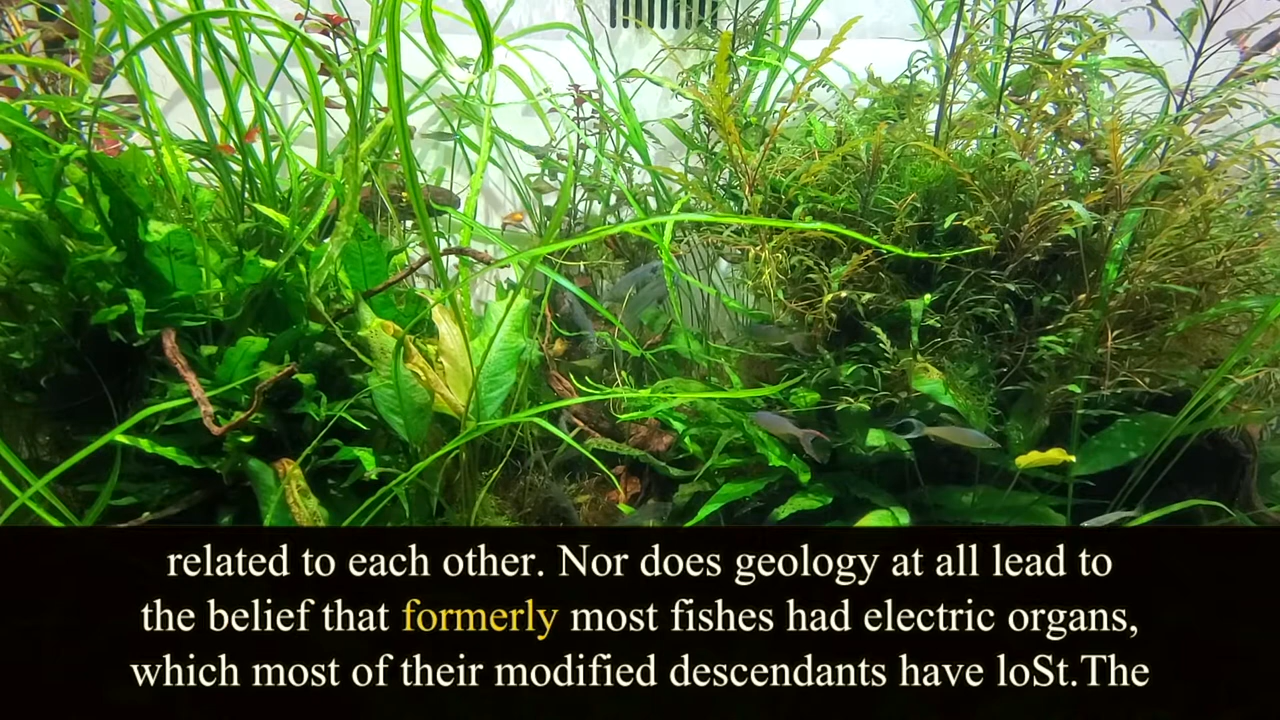 related to each other. Nor does geology at all lead to
the belief that formerly most fishes had electric organs,
which most of their modified descendants have loSt.The